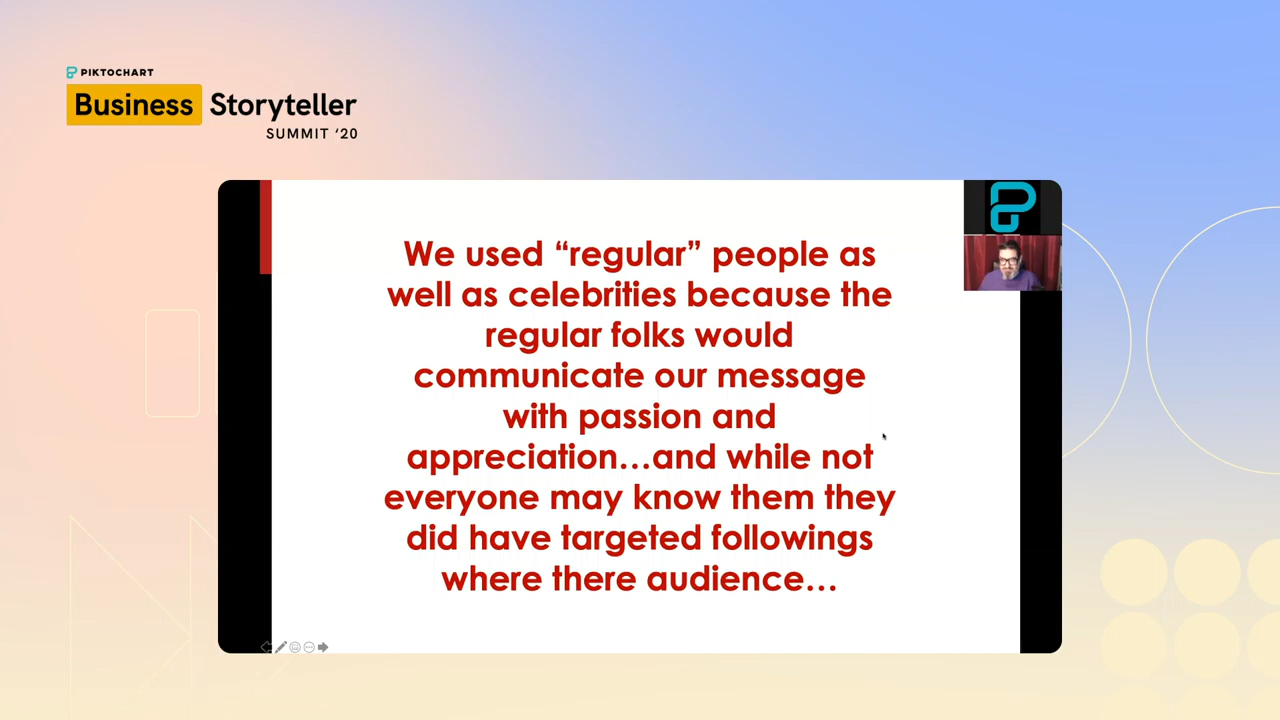 PIKTOCHART
Business Storyteller
SUMMIT ‘20
We used “regular” people as
well as celebrities because the
regular folks would
communicate our message
with passion and
appreciation…and while not
everyone may know them they
did have targeted followings
where there audience…